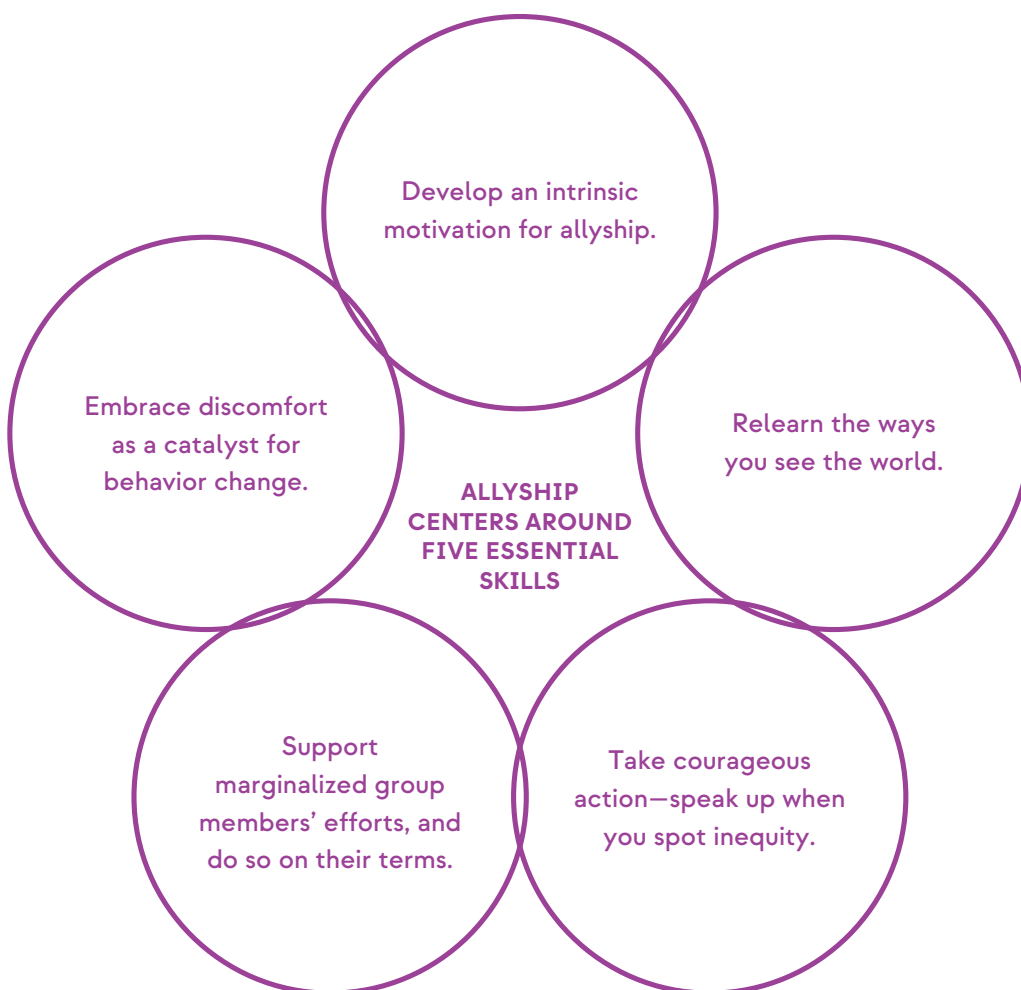 Develop an intrinsic
motivation for allyship.
Embrace discomfort
as a catalyst for
behavior change.
Relearn the ways
you see the world.
ALLYSHIP
CENTERS AROUND
FIVE ESSENTIAL
SKILLS
Support
marginalized group
members’ efforts, and
do so on their terms.
Take courageous
action—speak up when
you spot inequity.